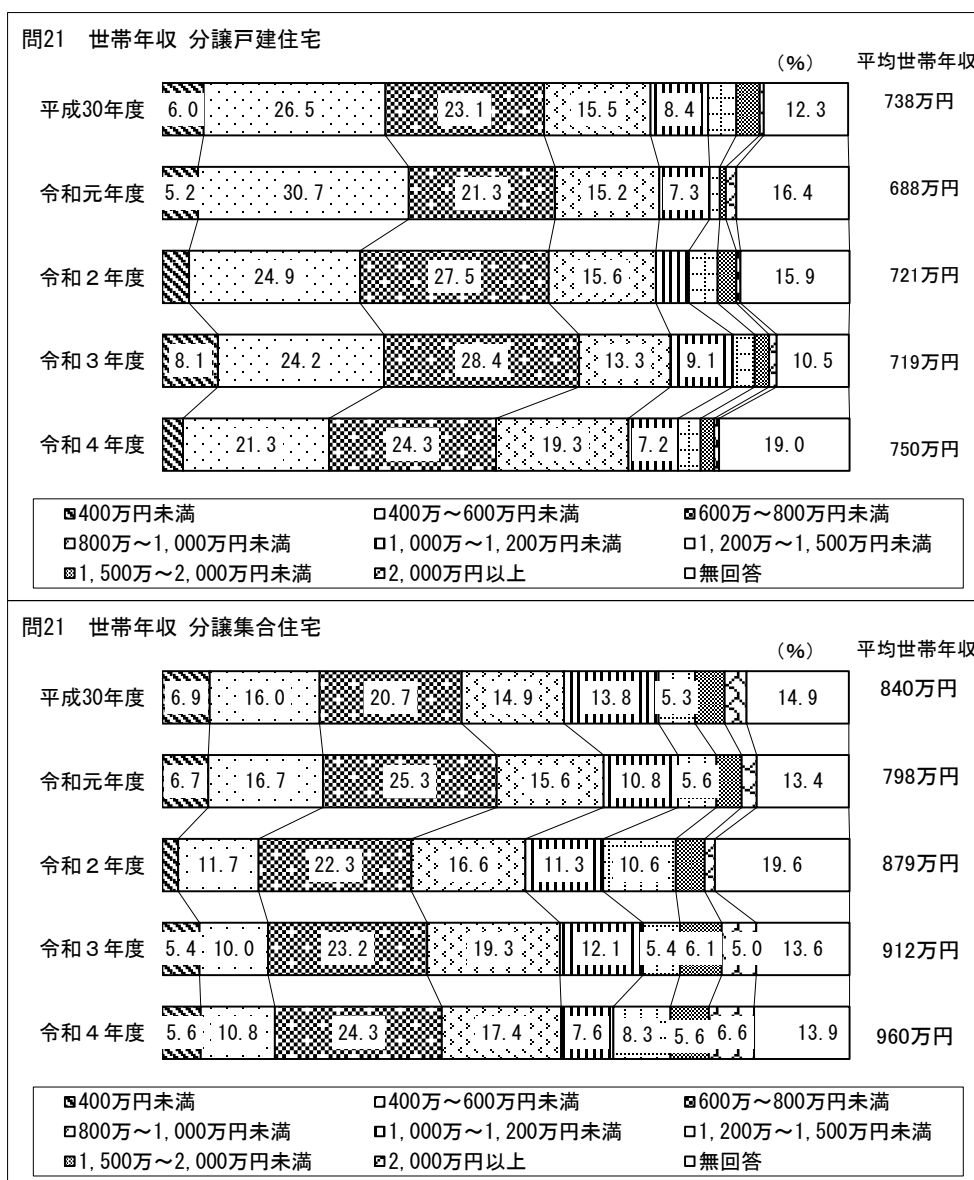 問21 世帯年収 分譲戸建住宅
(%) 平均世帯年収
平成30年度 6.0 26.5 23.1 15.5 8.4 12.3 738万円
令和元年度 5.2 30.7 21.3 15.2 7.3 16.4 688万円
令和２年度 24.9 27.5 15.6 15.9 721万円
令和３年度 8.1 24.2 28.4 13.3 9.1 10.5 719万円
令和４年度 21.3 24.3 19.3 7.2 19.0 750万円
400万円未満 400万～600万円未満 600万～800万円未満
800万～1,000万円未満 1,000万～1,200万円未満 1,200万～1,500万円未満
1,500万～2,000万円未満 2,000万円以上 無回答
問21 世帯年収 分譲集合住宅
(%) 平均世帯年収
平成30年度 6.9 16.0 20.7 14.9 13.8 5.3 14.9 840万円
令和元年度 6.7 16.7 25.3 15.6 10.8 5.6 13.4 798万円
令和２年度 11.7 22.3 16.6 11.3 10.6 19.6 879万円
令和３年度 5.4 10.0 23.2 19.3 12.1 5.4 6.1 5.0 13.6 912万円
令和４年度 5.6 10.8 24.3 17.4 7.6 8.3 5.6 6.6 13.9 960万円
400万円未満 400万～600万円未満 600万～800万円未満
800万～1,000万円未満 1,000万～1,200万円未満 1,200万～1,500万円未満
1,500万～2,000万円未満 2,000万円以上 無回答